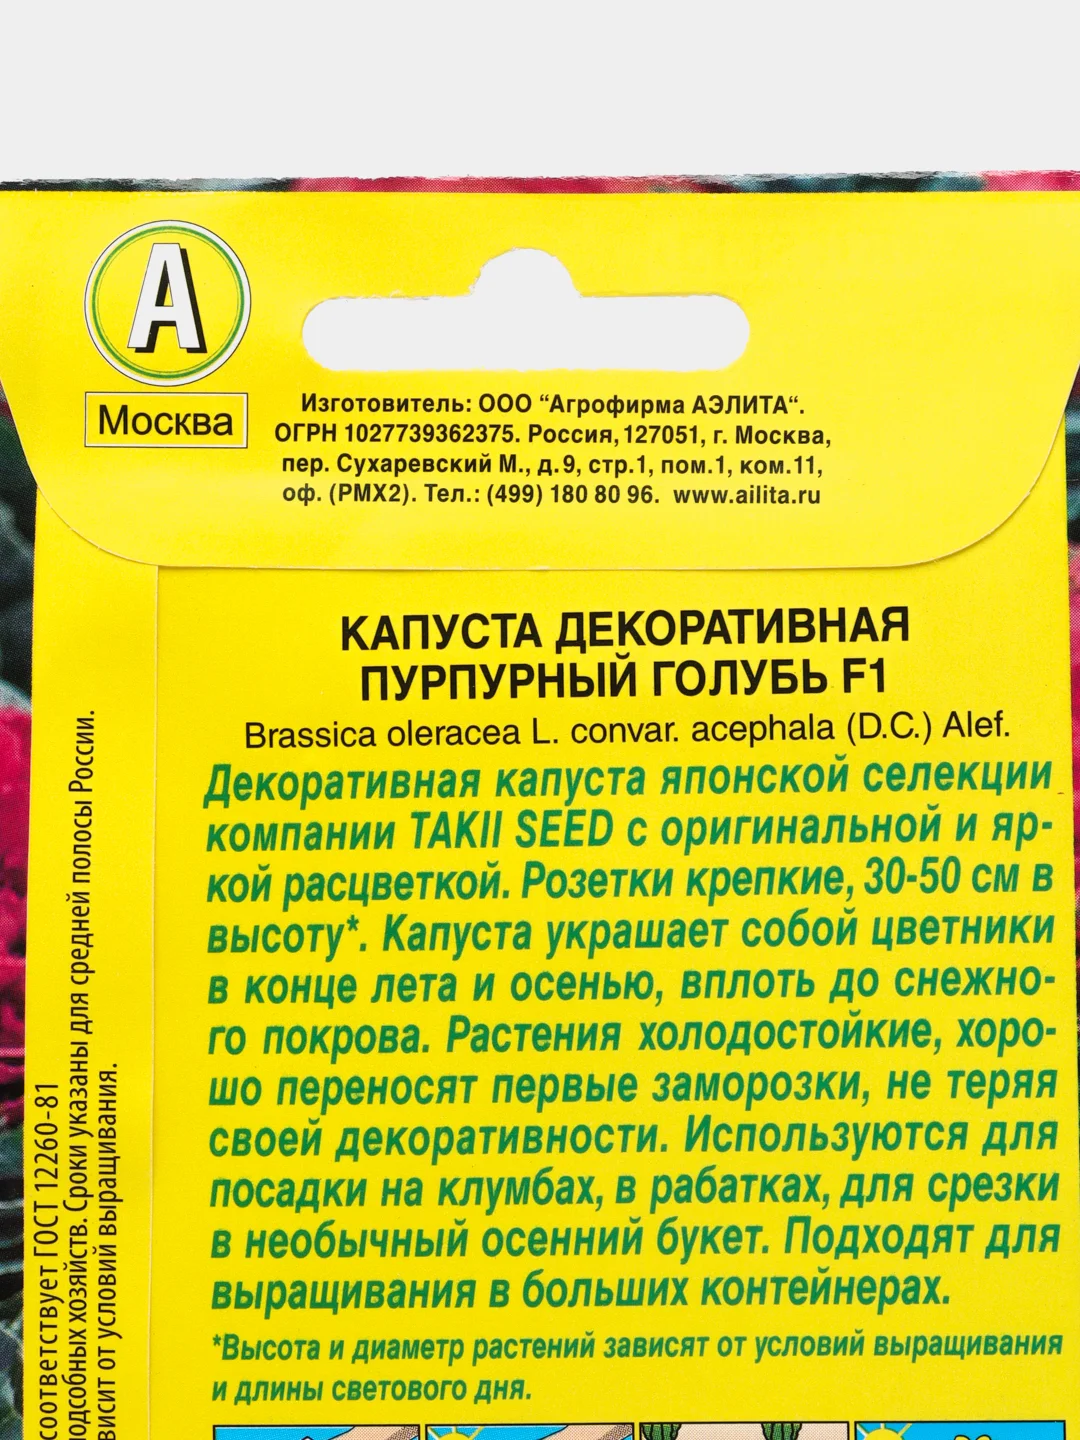 А
Москва
Изготовитель: ООО “Агрофирма АЭЛИТА“.
ОГРН 1027739362375. Россия, 127051, г. Москва,
пер. Сухаревский М., д.9, стр.1, пом.1, ком.11,
оф. (РМХ2). Тел.: (499) 180 80 96. www.ailita.ru
КАПУСТА ДЕКОРАТИВНАЯ
ПУРПУРНЫЙ ГОЛУБЬ F1
Brassica oleracea L. convar. acephala (D.C.) Alef.
Декоративная капуста японской селекции
компании TAKII SEED с оригинальной и яр-
кой расцветкой. Розетки крепкие, 30-50 см в
высоту*. Капуста украшает собой цветники
в конце лета и осенью, вплоть до снежно-
го покрова. Растения холодостойкие, хоро-
шо переносят первые заморозки, не теряя
своей декоративности. Используются для
посадки на клумбах, в рабатках, для срезки
в необычный осенний букет. Подходят для
выращивания в больших контейнерах.
*Высота и диаметр растений зависят от условий выращивания
и длины светового дня.
соответствует ГОСТ 12260-81
подсобных хозяйств. Сроки указаны для средней полосы России.
висит от условий выращивания.